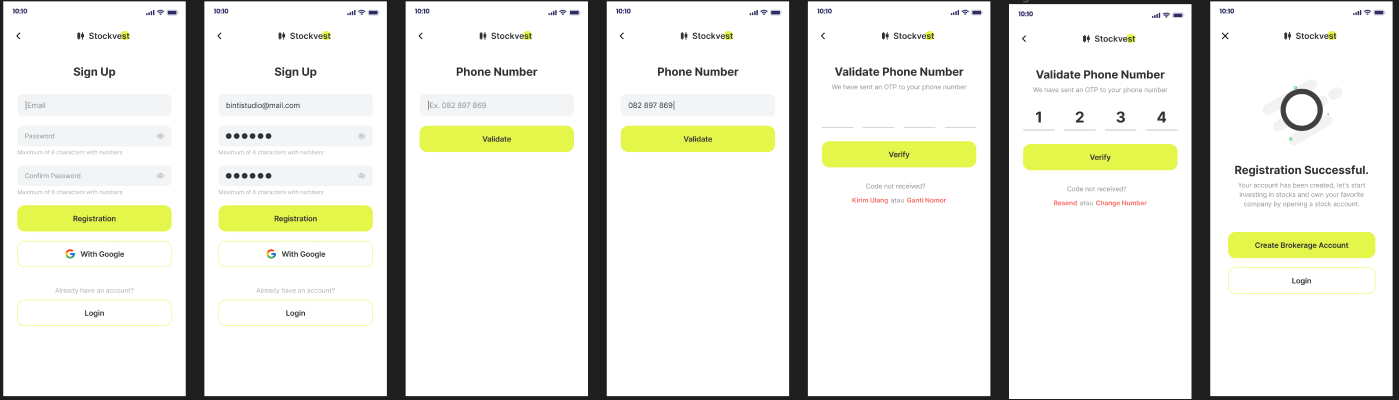 10:10
Stockvest
Sign Up
Email
Password
Maximum of 6 characters with numbers
Confirm Password
Maximum of 6 characters with numbers
Registration
With Google
Already have an account?
Login
10:10
Stockvest
Sign Up
bintistudio@mail.com
Maximum of 6 characters with numbers
Maximum of 6 characters with numbers
Registration
With Google
Already have an account?
Login
10:10
Stockvest
Phone Number
Ex. 082 897 869
Validate
10:10
Stockvest
Phone Number
082 897 869
Validate
10:10
Stockvest
Validate Phone Number
We have sent an OTP to your phone number
Verify
Code not received?
Kirim Ulang atau Ganti Nomor
10:10
Stockvest
Validate Phone Number
We have sent an OTP to your phone number
1 2 3 4
Verify
Code not received?
Resend atau Change Number
10:10
Stockvest
Registration Successful.
Your account has been created, let's start
investing in stocks and own your favorite
company by opening a stock account.
Create Brokerage Account
Login